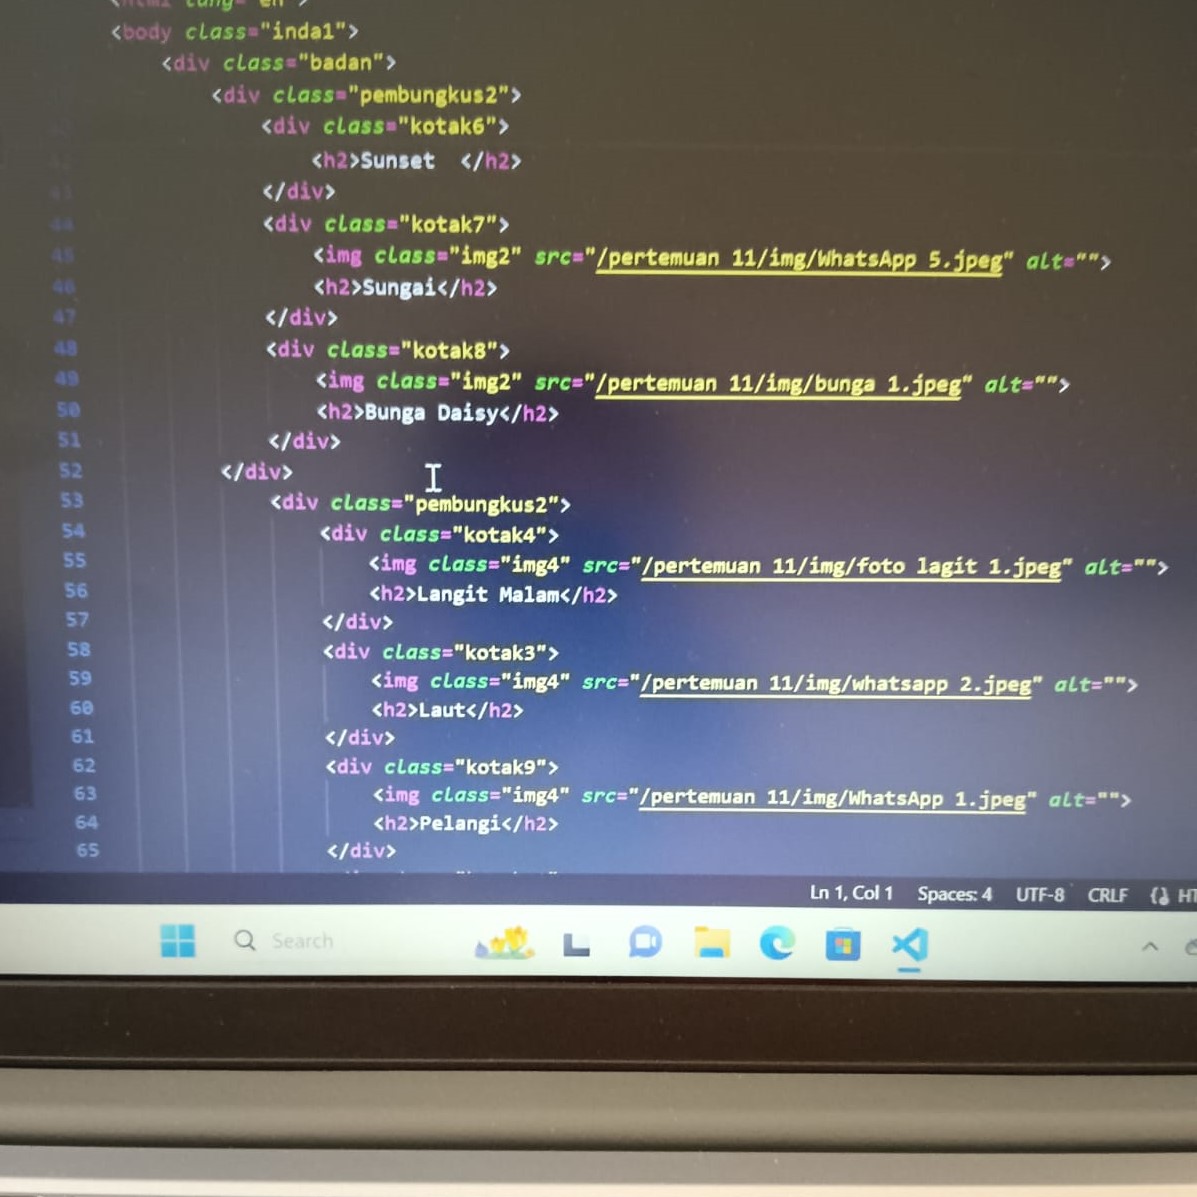 <html lang="en">
<body class="inda1">
<div class="badan">
<div class="pembungkus2">
<div class="kotak6">
<h2>Sunset  </h2>
43 </div>
44 <div class="kotak7">
45 <img class="img2" src="/pertemuan 11/img/WhatsApp 5.jpeg" alt="">
46 <h2>Sungai</h2>
47 </div>
48 <div class="kotak8">
49 <img class="img2" src="/pertemuan 11/img/bunga 1.jpeg" alt="">
50 <h2>Bunga Daisy</h2>
51 </div>
52 </div>
53 <div class="pembungkus2">
54 <div class="kotak4">
55 <img class="img4" src="/pertemuan 11/img/foto lagit 1.jpeg" alt="">
56 <h2>Langit Malam</h2>
57 </div>
58 <div class="kotak3">
59 <img class="img4" src="/pertemuan 11/img/whatsapp 2.jpeg" alt="">
60 <h2>Laut</h2>
61 </div>
62 <div class="kotak9">
63 <img class="img4" src="/pertemuan 11/img/WhatsApp 1.jpeg" alt="">
64 <h2>Pelangi</h2>
65 </div>
Ln 1, Col 1 Spaces: 4 UTF-8 CRLF {} HT
Search